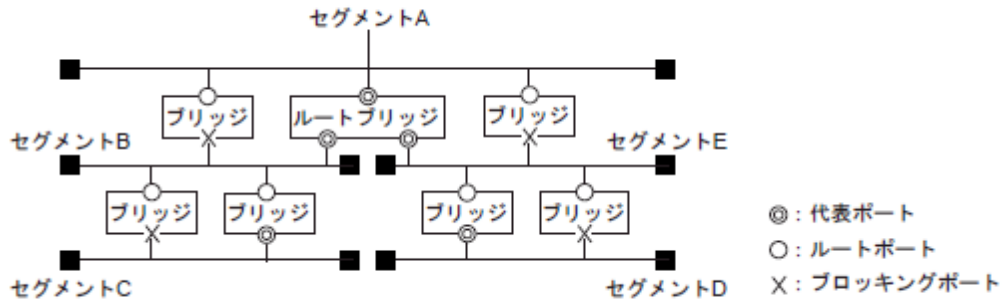 セグメントA
ブリッジ
ルートブリッジ
ブリッジ
セグメントB
セグメントE
ブリッジ
ブリッジ
ブリッジ
ブリッジ
セグメントC
セグメントD
◎：代表ポート
○：ルートポート
X：ブロッキングポート